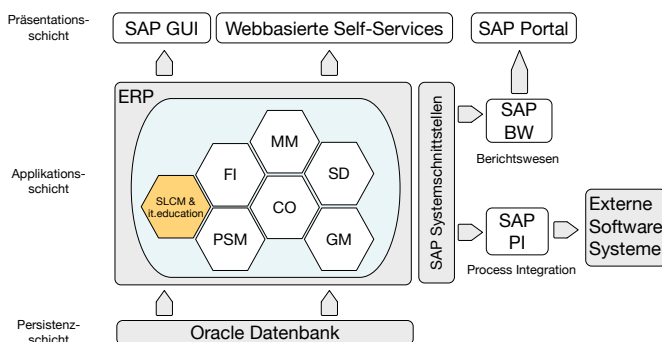 Präsentations-
schicht
SAP GUI
Webbasierte Self-Services
SAP Portal
ERP
MM
FI
SD
SLCM &
it.education
CO
PSM
GM
SAP Systemschnittstellen
SAP
BW
Berichtswesen
Applikations-
schicht
SAP
PI
Process Integration
Externe
Software
Systeme
Persistenz-
schicht
Oracle Datenbank